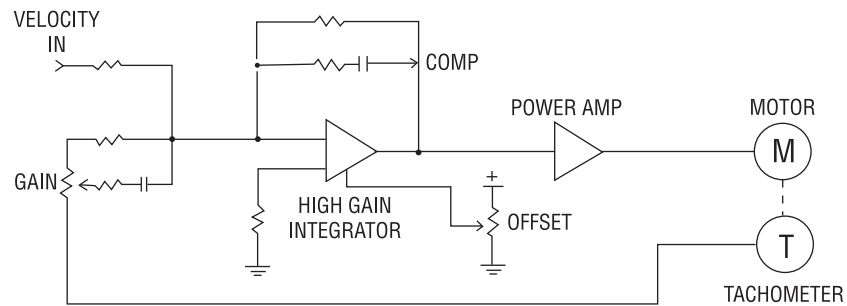 VELOCITY
IN
COMP
POWER AMP
MOTOR
M
GAIN
HIGH GAIN
INTEGRATOR
+
OFFSET
T
TACHOMETER